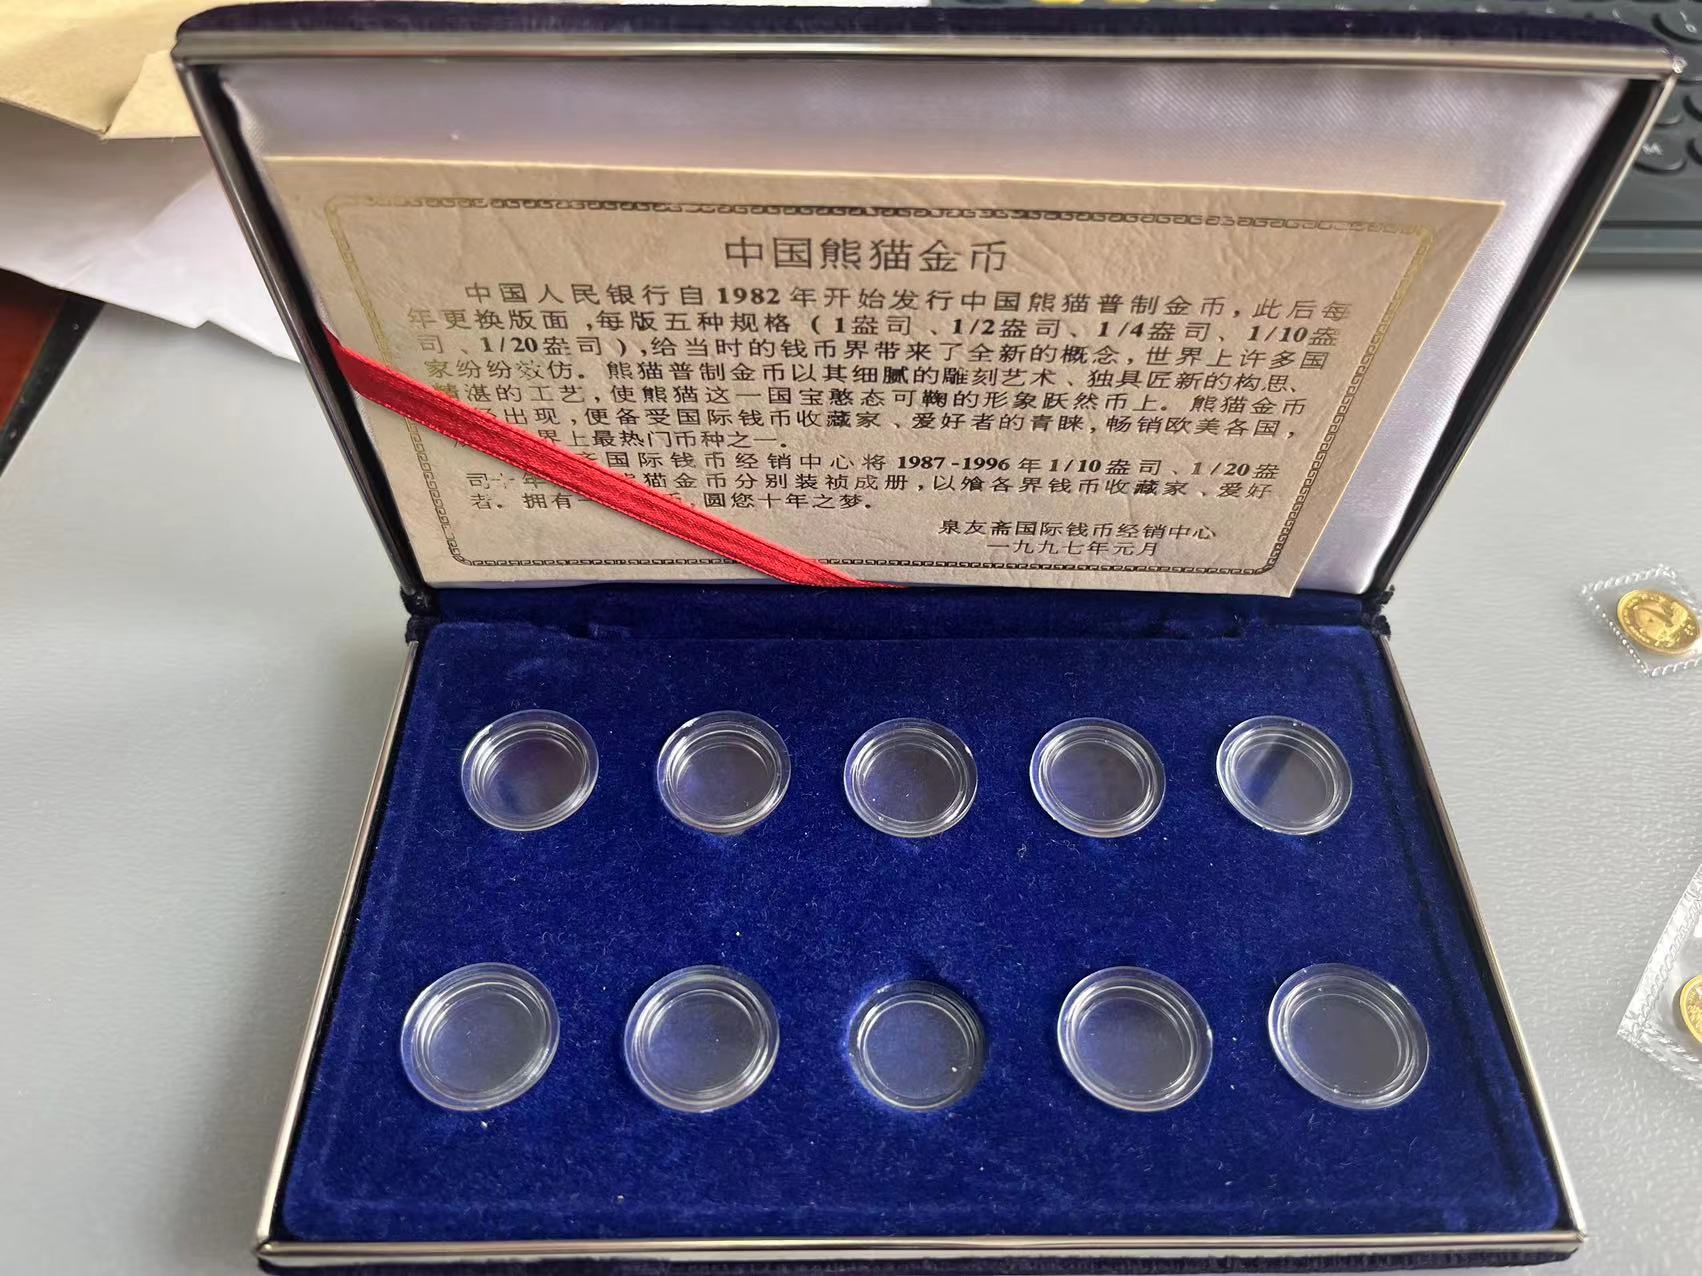 中国熊猫金币
中国人民银行自1982年开始发行中国熊猫普制金币，此后每
年更换版面，每版五种规格（1盎司、1/2盎司、1/4盎司、1/10盎
司、1/20盎司），给当时的钱币界带来了全新的概念，世界上许多国
家纷纷效仿。熊猫普制金币以其细腻的雕刻艺术、独具匠新的构思、
精湛的工艺，使熊猫这一国宝憨态可鞠的形象跃然币上。熊猫金币
出现，便备受国际钱币收藏家、爱好者的青睐，畅销欧美各国，
界上最热门币种之一。
斋国际钱币经销中心将1987-1996年1/10盎司、1/20盎
司十年 猫金币分别装祯成册，以飨各界钱币收藏家、爱好
者。拥有一 ，圆您十年之梦。
泉友斋国际钱币经销中心
一九九七年元月
M